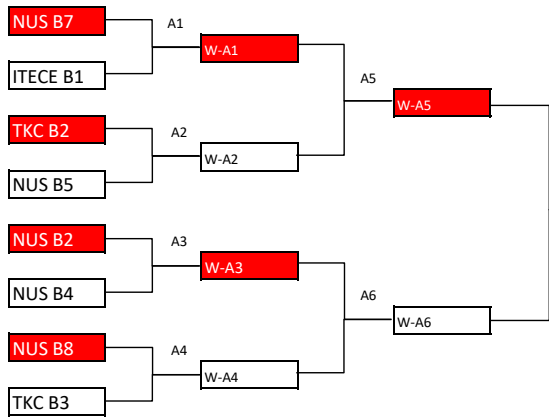 NUS B7
A1
W-A1
ITECE B1
A5
W-A5
TKC B2
A2
W-A2
NUS B5
NUS B2
A3
W-A3
NUS B4
A6
W-A6
NUS B8
A4
W-A4
TKC B3